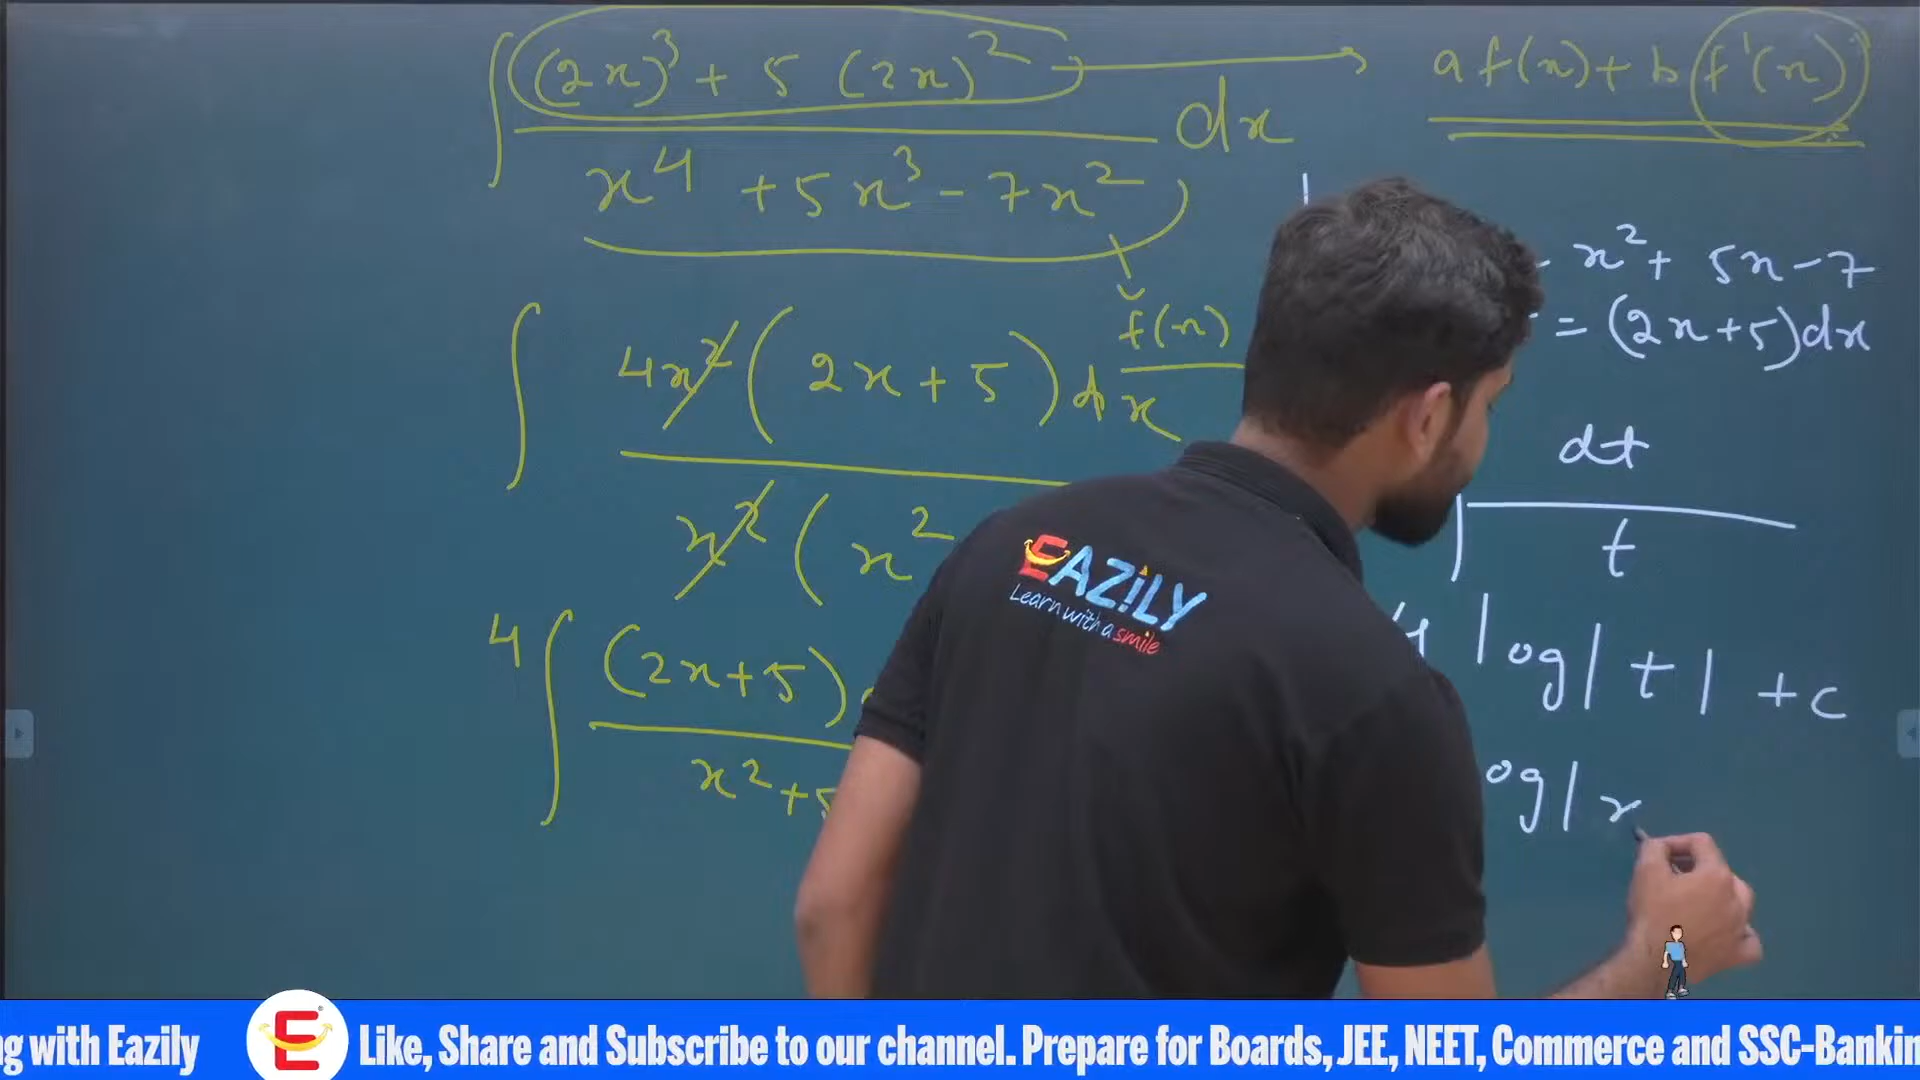 ∫ (2x)³ + 5 (2x)² dx → a f(x) + b f'(x)
x⁴ + 5x³ - 7x²
f(x)
∫ 4x² (2x + 5) dx
x² (x²
4 ∫ (2x+5)
x² + 5
x² + 5x - 7
= (2x+5)dx
dt
t
4 log|t| + c
og|x
EAZILY
Learn with a smile
g with Eazily
E
Like, Share and Subscribe to our channel. Prepare for Boards, JEE, NEET, Commerce and SSC-Bankin